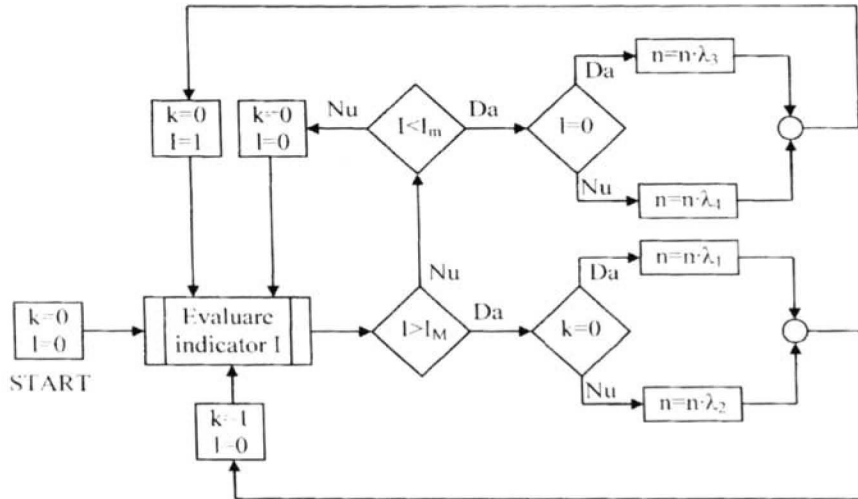 n=n·λ₃
Da
k=0
l=1
k=0
l=0
Nu
I<Iₘ
Da
l=0
Nu
n=n·λ₄
n=n·λ₁
Nu
Da
k=0
l=0
Evaluare
indicator I
I>I_M
Da
k=0
START
Nu
n=n·λ₂
k=1
l=0